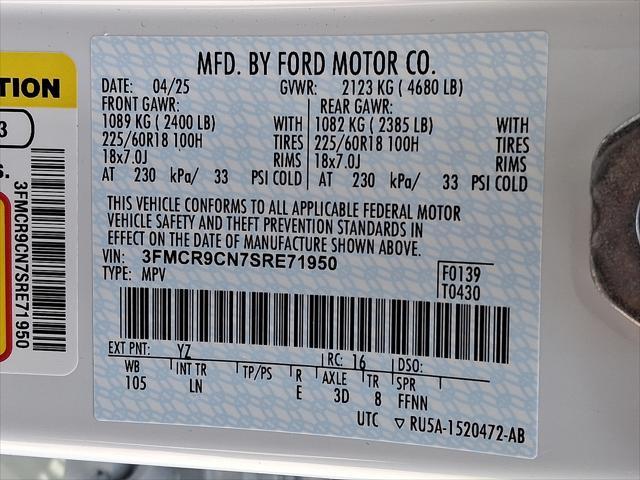 MFD. BY FORD MOTOR CO.
DATE: 04/25 GVWR: 2123 KG ( 4680 LB)
FRONT GAWR: REAR GAWR:
1089 KG ( 2400 LB) WITH 1082 KG ( 2385 LB) WITH
225/60R18 100H TIRES 225/60R18 100H TIRES
18x7.0J RIMS 18x7.0J RIMS
AT 230 kPa/ 33 PSI COLD AT 230 kPa/ 33 PSI COLD
THIS VEHICLE CONFORMS TO ALL APPLICABLE FEDERAL MOTOR
VEHICLE SAFETY AND THEFT PREVENTION STANDARDS IN
EFFECT ON THE DATE OF MANUFACTURE SHOWN ABOVE.
VIN: 3FMCR9CN7SRE71950
TYPE: MPV
F0139
T0430
EXT PNT: YZ RC: 16 DSO:
WB INT TR TP/PS R AXLE TR SPR
105 LN E 3D 8 FFNN
UTC ▽ RU5A-1520472-AB
TION
3
S.
3FMCR9CN7SRE71950